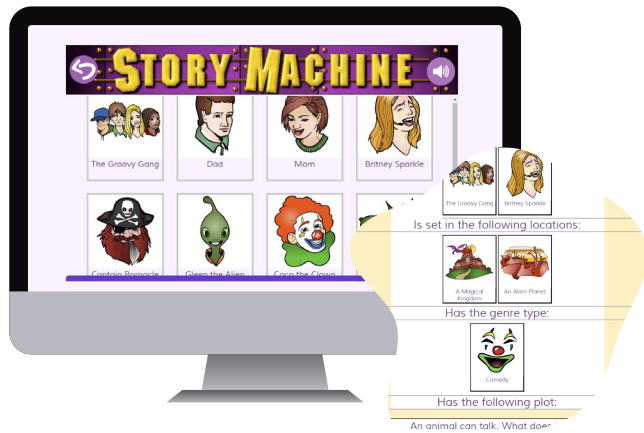 STORY MACHINE
The Groovy Gang
Dad
Mom
Britney Sparkle
Captain Barnacle
Gleep the Alien
Coco the Clown
The Groovy Gang
Britney Sparkle
Is set in the following locations:
A Magical
Kingdom
An Alien Planet
Has the genre type:
Comedy
Has the following plot:
An animal can talk. What does